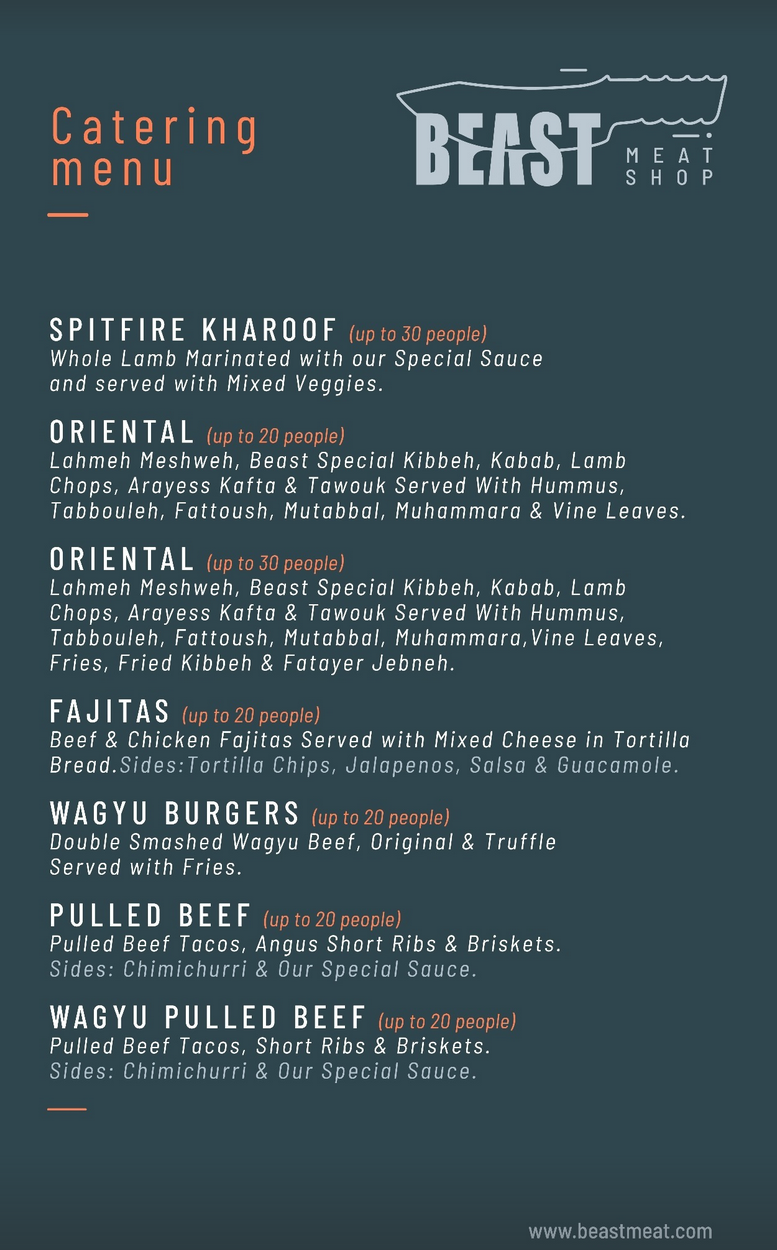 Catering
menu
BEAST
MEAT
SHOP
SPITFIRE KHAROOF (up to 30 people)
Whole Lamb Marinated with our Special Sauce
and served with Mixed Veggies.
ORIENTAL (up to 20 people)
Lahmeh Meshweh, Beast Special Kibbeh, Kabab, Lamb
Chops, Arayess Kafta & Tawouk Served With Hummus,
Tabbouleh, Fattoush, Mutabbal, Muhammara & Vine Leaves.
ORIENTAL (up to 30 people)
Lahmeh Meshweh, Beast Special Kibbeh, Kabab, Lamb
Chops, Arayess Kafta & Tawouk Served With Hummus,
Tabbouleh, Fattoush, Mutabbal, Muhammara,Vine Leaves,
Fries, Fried Kibbeh & Fatayer Jebneh.
FAJITAS (up to 20 people)
Beef & Chicken Fajitas Served with Mixed Cheese in Tortilla
Bread.Sides:Tortilla Chips, Jalapenos, Salsa & Guacamole.
WAGYU BURGERS (up to 20 people)
Double Smashed Wagyu Beef, Original & Truffle
Served with Fries.
PULLED BEEF (up to 20 people)
Pulled Beef Tacos, Angus Short Ribs & Briskets.
Sides: Chimichurri & Our Special Sauce.
WAGYU PULLED BEEF (up to 20 people)
Pulled Beef Tacos, Short Ribs & Briskets.
Sides: Chimichurri & Our Special Sauce.
www.beastmeat.com